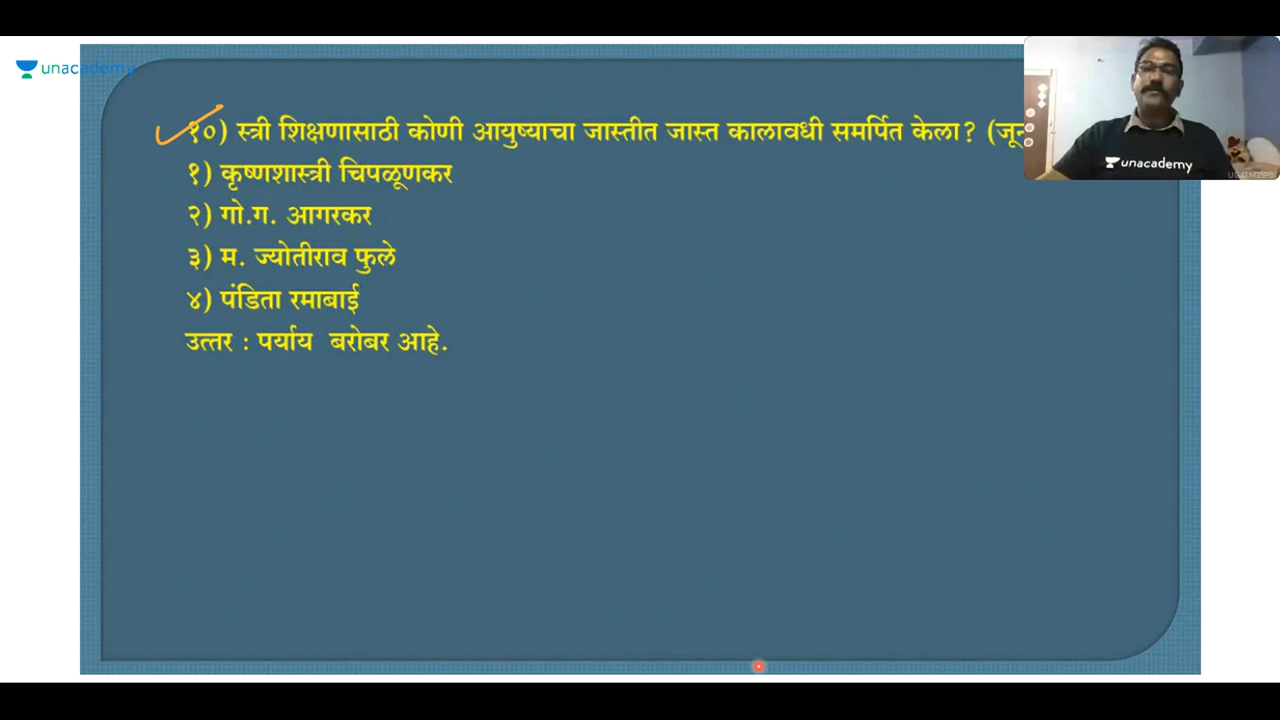 unacademy
१०) स्त्री शिक्षणासाठी कोणी आयुष्याचा जास्तीत जास्त कालावधी समर्पित केला? (जून
१) कृष्णशास्त्री चिपळूणकर
२) गो.ग. आगरकर
३) म. ज्योतीराव फुले
४) पंडिता रमाबाई
उत्तर : पर्याय बरोबर आहे.
unacademy